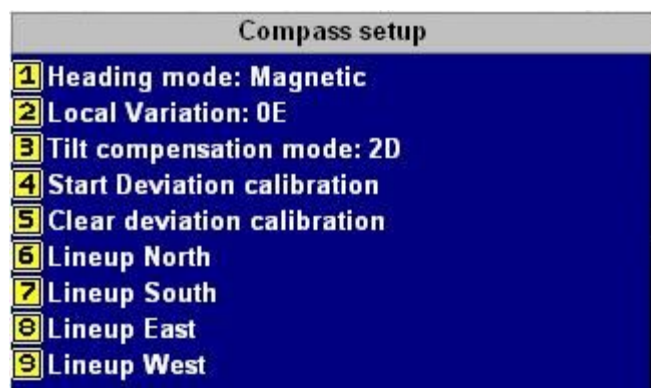 Compass setup
1 Heading mode: Magnetic
2 Local Variation: 0E
3 Tilt compensation mode: 2D
4 Start Deviation calibration
5 Clear deviation calibration
6 Lineup North
7 Lineup South
8 Lineup East
9 Lineup West